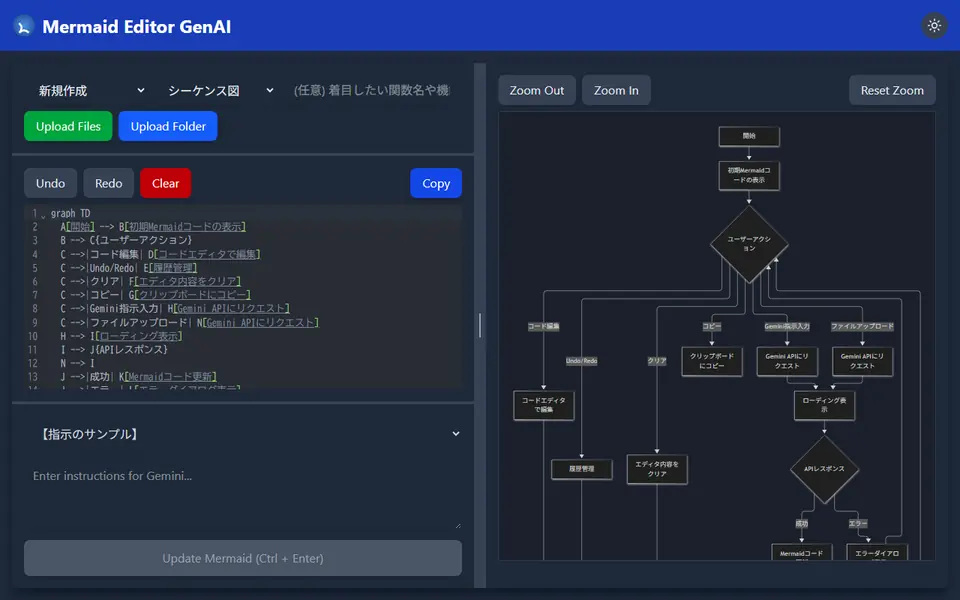 Mermaid Editor GenAI
新規作成
シーケンス図
(任意) 着目したい関数名や機
Upload Files
Upload Folder
Undo
Redo
Clear
Copy
1 graph TD
2 A[開始] --> B[初期Mermaidコードの表示]
3 B --> C{ユーザーアクション}
4 C -->|コード編集| D[コードエディタで編集]
5 C -->|Undo/Redo| E[履歴管理]
6 C -->|クリア| F[エディタ内容をクリア]
7 C -->|コピー| G[クリップボードにコピー]
8 C -->|Gemini指示入力| H[Gemini APIにリクエスト]
9 C -->|ファイルアップロード| N[Gemini APIにリクエスト]
10 H --> I[ローディング表示]
11 I --> J{APIレスポンス}
12 N --> I
13 J -->|成功| K[Mermaidコード更新]
【指示のサンプル】
Enter instructions for Gemini...
Update Mermaid (Ctrl + Enter)
Zoom Out
Zoom In
Reset Zoom
開始
初期Mermaidコ
ードの表示
ユーザーアクシ
ョン
コード編集
Undo/Redo
クリア
コピー
Gemini指示入力
ファイルアップロード
クリップボード
にコピー
Gemini APIにリ
クエスト
Gemini APIにリ
クエスト
コードエディタ
で編集
ローディング表
示
履歴管理
エディタ内容を
クリア
APIレスポンス
成功
エラー
Mermaidコード
エラーダイアロ